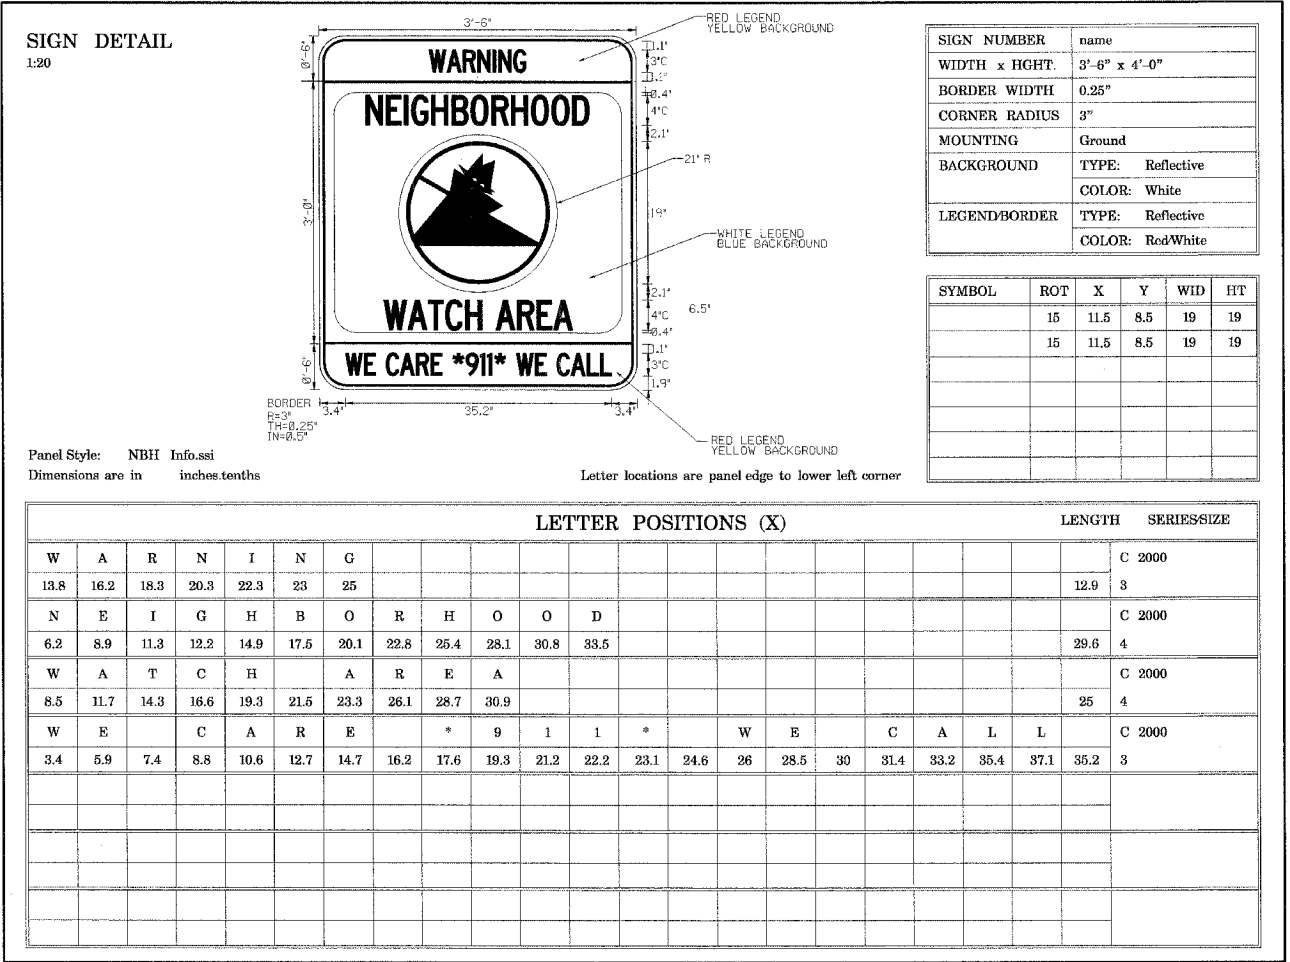 SIGN DETAIL
1:20
3'-6"
RED LEGEND
YELLOW BACKGROUND
0'-6"
WARNING
1.1"
3"C
NEIGHBORHOOD
0.4"
4"C
2.1"
21" R
3'-0"
19"
WHITE LEGEND
BLUE BACKGROUND
WATCH AREA
2.1"
4"C
6.5"
0.4"
0'-6"
WE CARE *911* WE CALL
1.1"
3"C
1.9"
BORDER
R=3"
TH=0.25"
IN=0.5"
3.4" 35.2" 3.4"
RED LEGEND
YELLOW BACKGROUND
Panel Style: NBH Info.ssi
Dimensions are in inches.tenths
Letter locations are panel edge to lower left corner
SIGN NUMBER name
WIDTH x HGHT. 3'-6" x 4'-0"
BORDER WIDTH 0.25"
CORNER RADIUS 3"
MOUNTING Ground
BACKGROUND TYPE: Reflective
COLOR: White
LEGEND/BORDER TYPE: Reflective
COLOR: Red/White
SYMBOL ROT X Y WID HT
15 11.5 8.5 19 19
15 11.5 8.5 19 19
LETTER POSITIONS (X) LENGTH SERIES/SIZE
W A R N I N G C 2000
13.8 16.2 18.3 20.3 22.3 23 25 12.9 3
N E I G H B O R H O O D C 2000
6.2 8.9 11.3 12.2 14.9 17.5 20.1 22.8 25.4 28.1 30.8 33.5 29.6 4
W A T C H A R E A C 2000
8.5 11.7 14.3 16.6 19.3 21.5 23.3 26.1 28.7 30.9 25 4
W E C A R E * 9 1 1 * W E C A L L C 2000
3.4 5.9 7.4 8.8 10.6 12.7 14.7 16.2 17.6 19.3 21.2 22.2 23.1 24.6 26 28.5 30 31.4 33.2 35.4 37.1 35.2 3